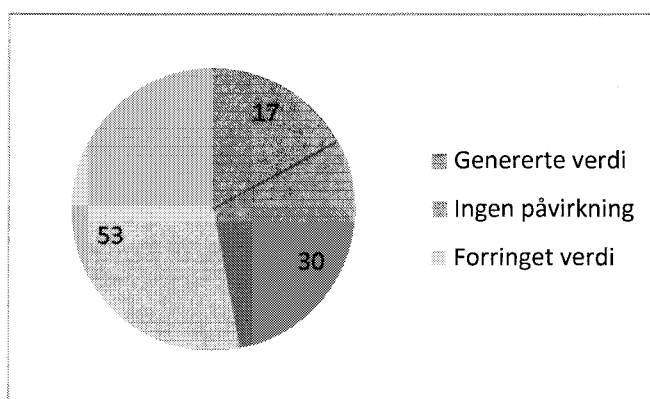 17
Genererte verdi
Ingen påvirkning
53
30
Forringet verdi